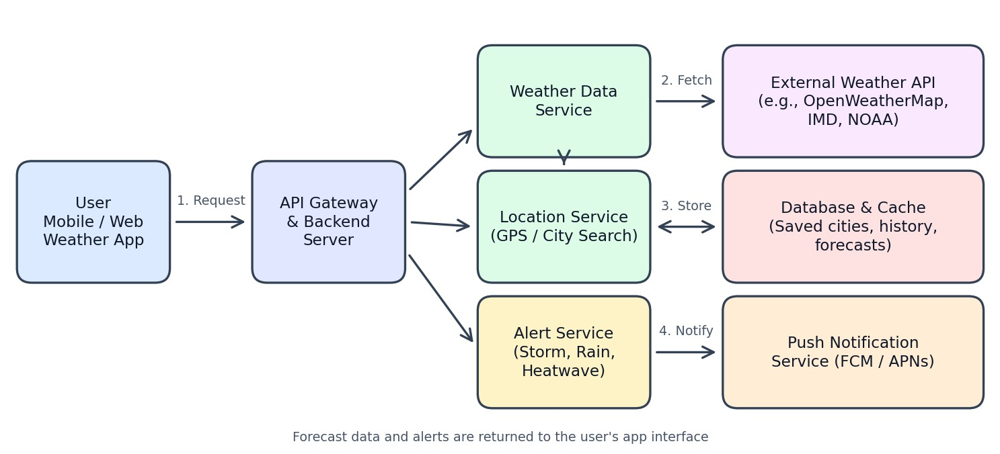 User
Mobile / Web
Weather App
1. Request
API Gateway
& Backend
Server
Weather Data
Service
2. Fetch
External Weather API
(e.g., OpenWeatherMap,
IMD, NOAA)
Location Service
(GPS / City Search)
3. Store
Database & Cache
(Saved cities, history,
forecasts)
Alert Service
(Storm, Rain,
Heatwave)
4. Notify
Push Notification
Service (FCM / APNs)
Forecast data and alerts are returned to the user's app interface